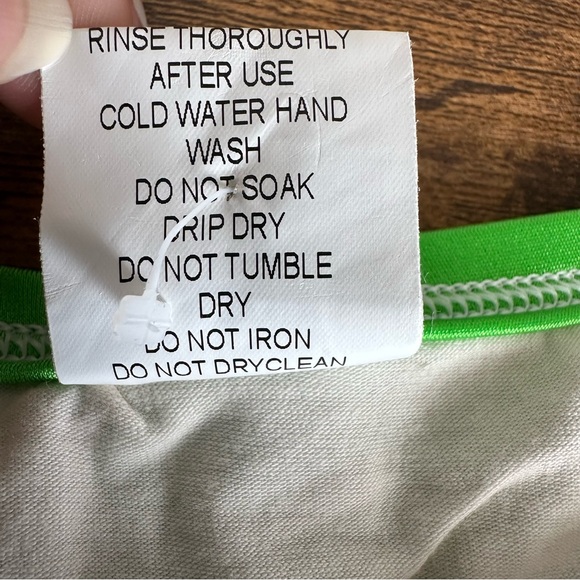 RINSE THOROUGHLY
AFTER USE
COLD WATER HAND
WASH
DO NOT SOAK
DRIP DRY
DO NOT TUMBLE
DRY
DO NOT IRON
DO NOT DRYCLEAN